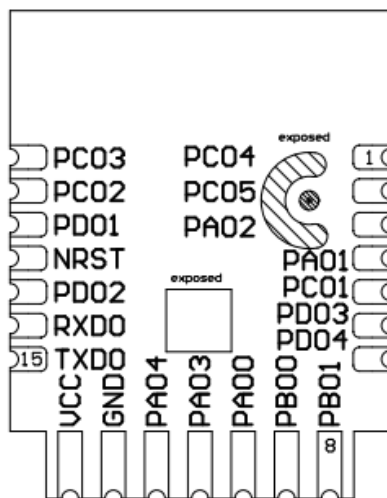 exposed
PC03 PC04 1
PC02 PC05
PD01 PA02
NRST PA01
exposed
PD02 PC01
RXD0 PD03
15 TXD0 PD04
VCC GND PA04 PA03 PA00 PB00 PB01
8